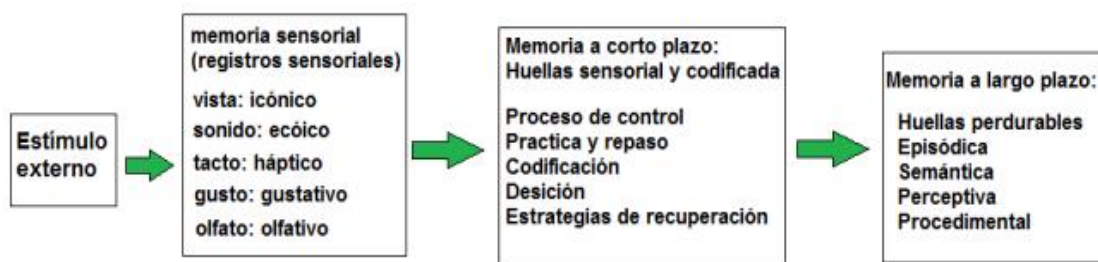 Estímulo
externo
memoria sensorial
(registros sensoriales)
vista: icónico
sonido: ecóico
tacto: háptico
gusto: gustativo
olfato: olfativo
Memoria a corto plazo:
Huellas sensorial y codificada
Proceso de control
Practica y repaso
Codificación
Desición
Estrategias de recuperación
Memoria a largo plazo:
Huellas perdurables
Episódica
Semántica
Perceptiva
Procedimental